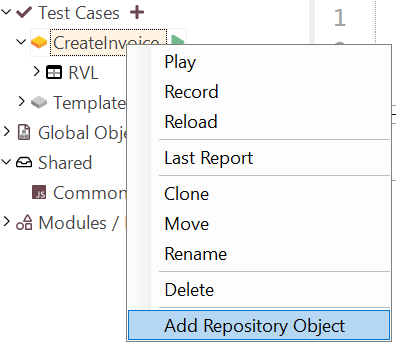 Test Cases
1
CreateInvoice
RVL
Template
Global Obje
Shared
JS Common
Modules /
Play
Record
Reload
Last Report
Clone
Move
Rename
Delete
Add Repository Object